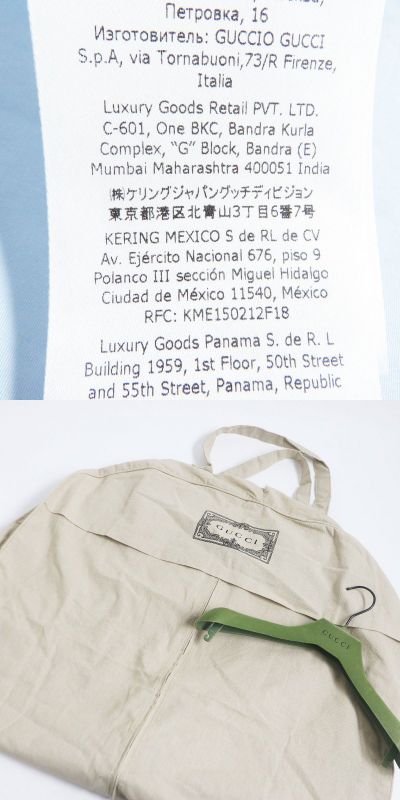 Петровка, 16
Изготовитель: GUCCIO GUCCI
S.p.A, via Tornabuoni,73/R Firenze,
Italia
Luxury Goods Retail PVT. LTD.
C-601, One BKC, Bandra Kurla
Complex, "G" Block, Bandra (E)
Mumbai Maharashtra 400051 India
㈱ケリングジャパングッチディビジョン
東京都港区北青山3丁目6番7号
KERING MEXICO S de RL de CV
Av. Ejército Nacional 676, piso 9
Polanco III sección Miguel Hidalgo
Ciudad de México 11540, México
RFC: KME150212F18
Luxury Goods Panama S. de R. L
Building 1959, 1st Floor, 50th Street
and 55th Street, Panama, Republic
GUCCI
GUCCI